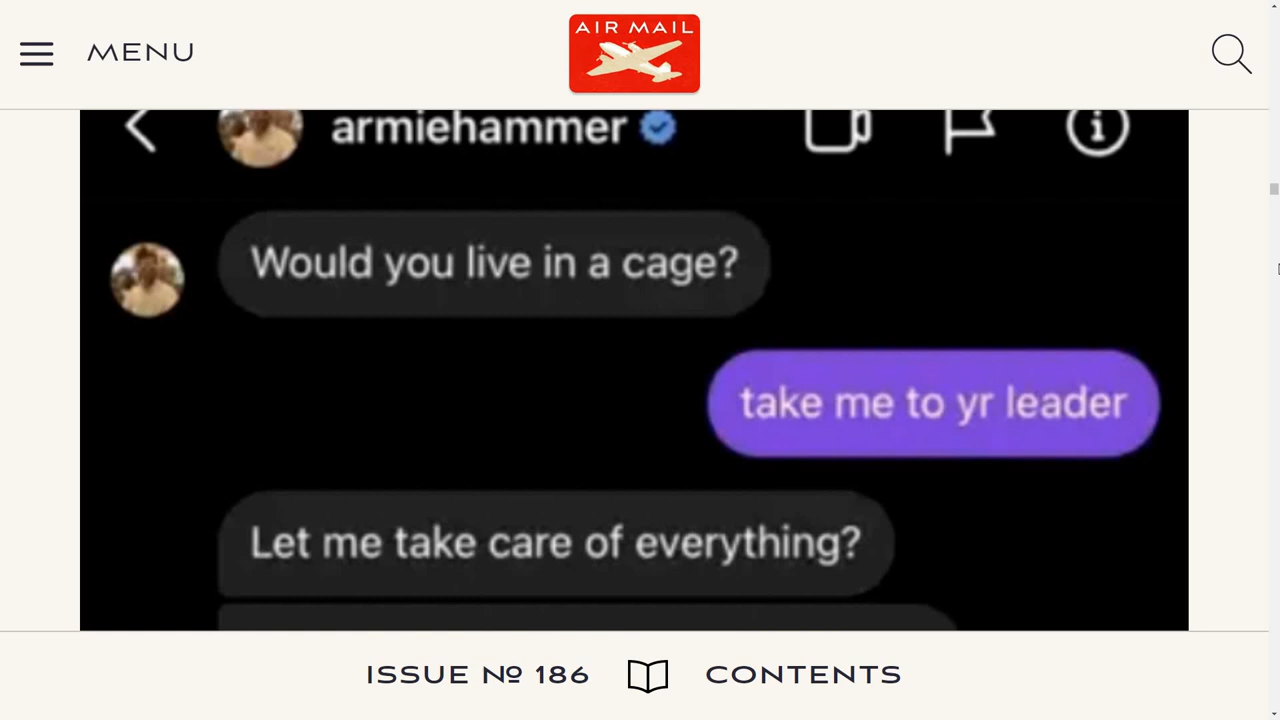 MENU
AIR MAIL
armiehammer
Would you live in a cage?
take me to yr leader
Let me take care of everything?
ISSUE Nº 186
CONTENTS